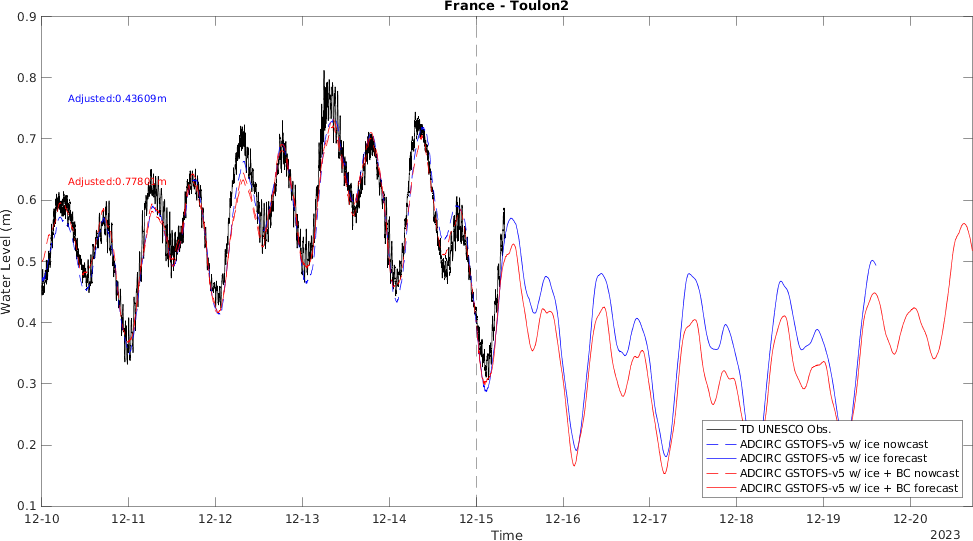 France - Toulon2
0.9
0.8
0.7
0.6
0.5
0.4
0.3
0.2
0.1
Water Level (m)
Adjusted:0.43609m
12-10
12-11
12-12
12-13
12-14
12-15
12-16
12-17
12-18
12-19
12-20
Time
2023
TD UNESCO Obs.
ADCIRC GSTOFS-v5 w/ ice nowcast
ADCIRC GSTOFS-v5 w/ ice forecast
ADCIRC GSTOFS-v5 w/ ice + BC nowcast
ADCIRC GSTOFS-v5 w/ ice + BC forecast